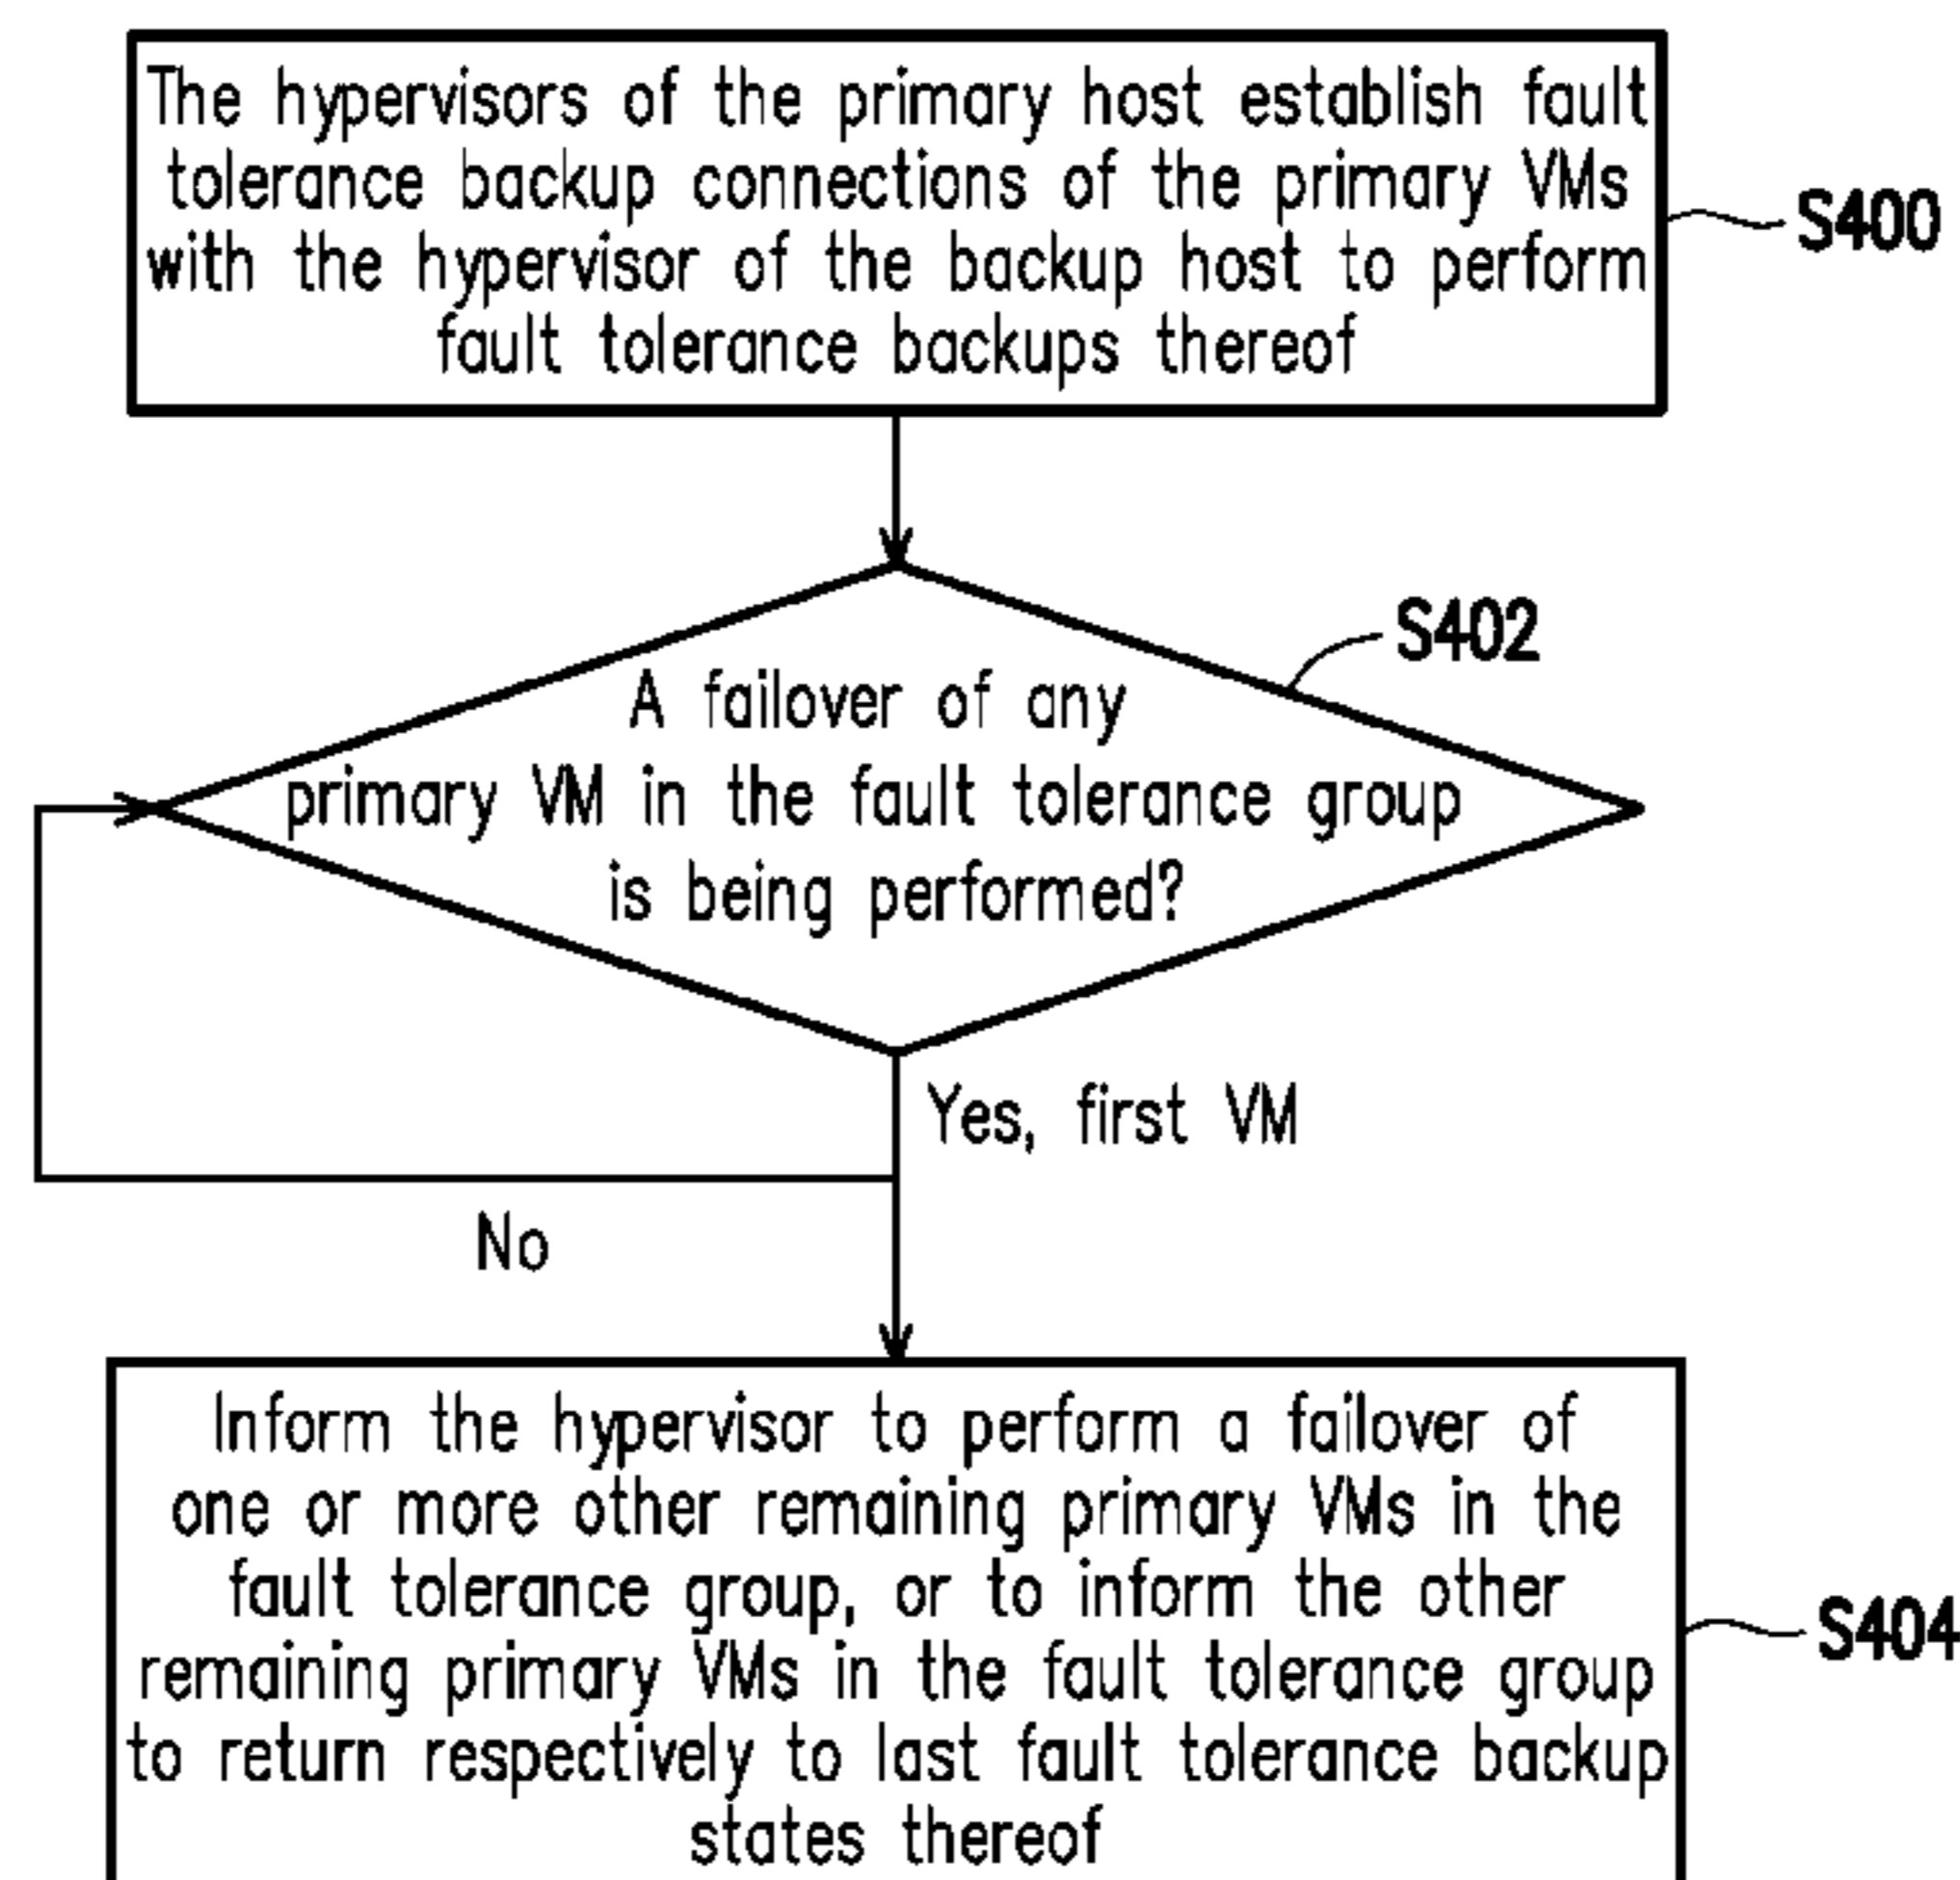 The hypervisors of the primary host establish fault
tolerance backup connections of the primary VMs
with the hypervisor of the backup host to perform
fault tolerance backups thereof
S400
S402
A failover of any
primary VM in the fault tolerance group
is being performed?
Yes, first VM
No
Inform the hypervisor to perform a failover of
one or more other remaining primary VMs in the
fault tolerance group, or to inform the other
remaining primary VMs in the fault tolerance group
to return respectively to last fault tolerance backup
states thereof
S404